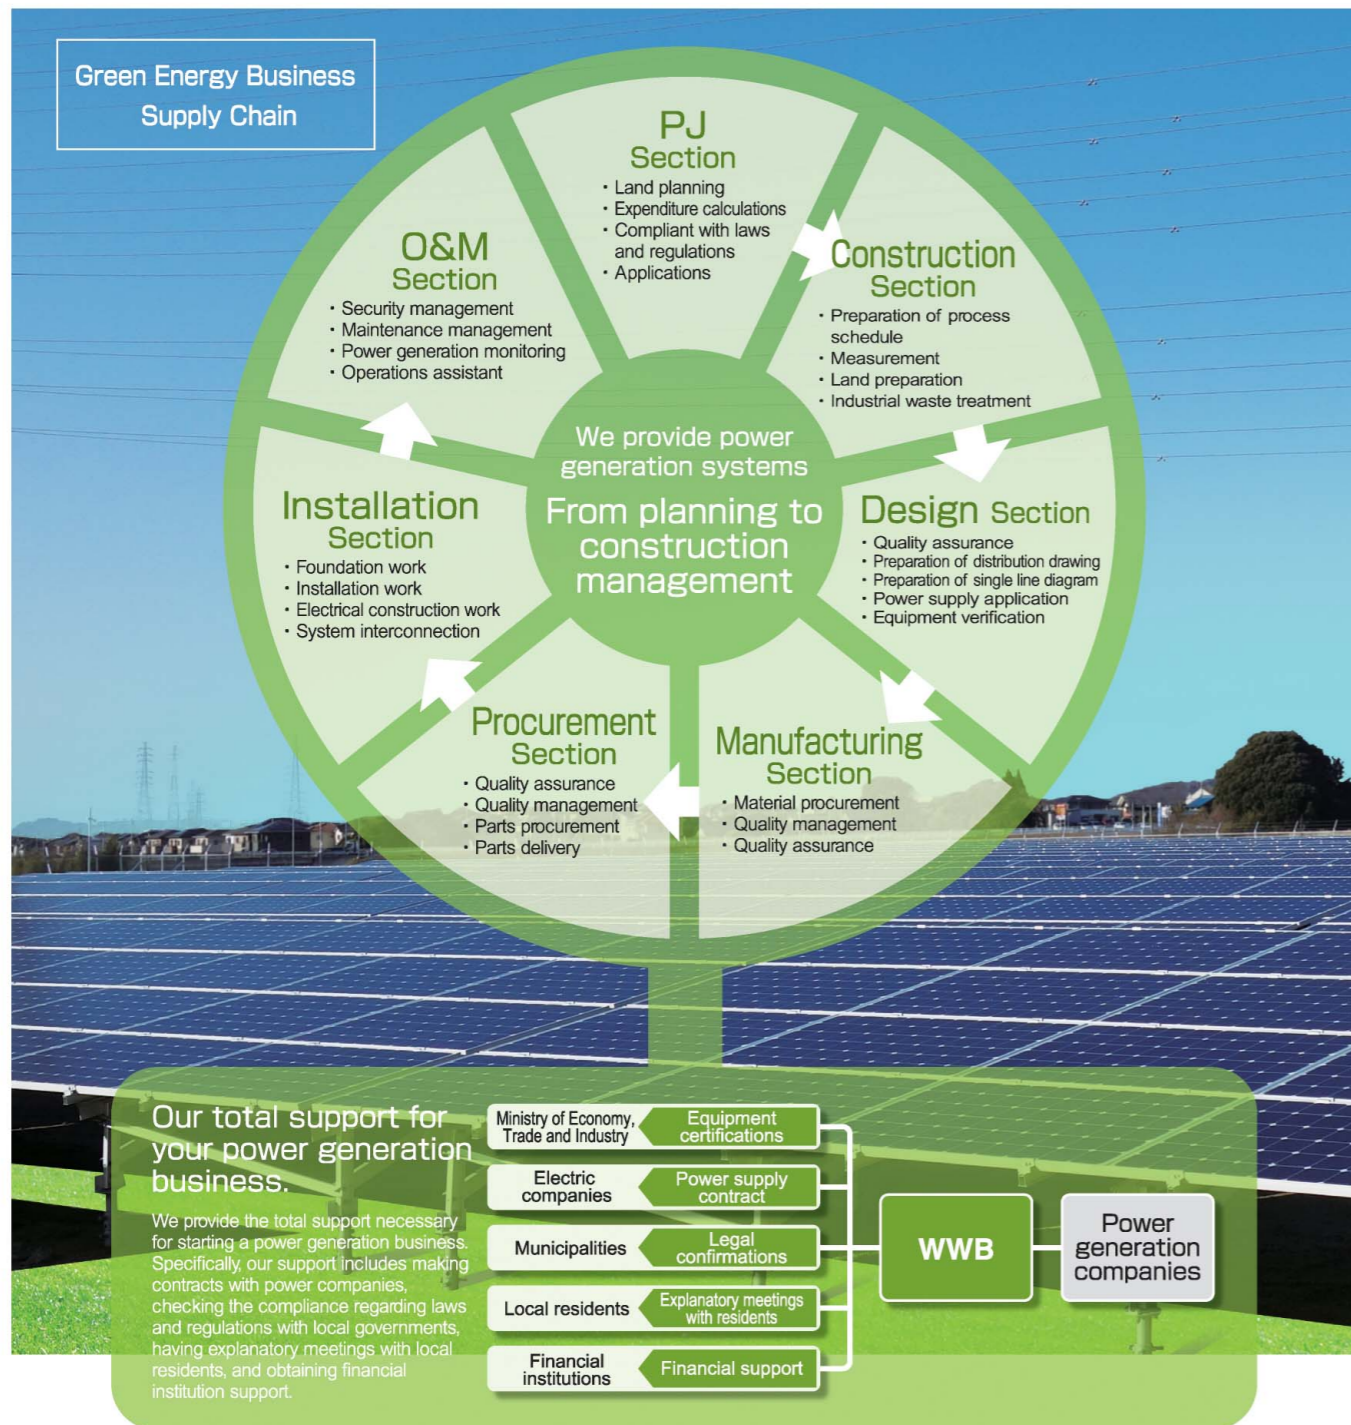 Green Energy Business
Supply Chain
PJ
Section
・Land planning
・Expenditure calculations
・Compliant with laws
and regulations
・Applications
Construction
Section
・Preparation of process
schedule
・Measurement
・Land preparation
・Industrial waste treatment
Design Section
・Quality assurance
・Preparation of distribution drawing
・Preparation of single line diagram
・Power supply application
・Equipment verification
Manufacturing
Section
・Material procurement
・Quality management
・Quality assurance
Procurement
Section
・Quality assurance
・Quality management
・Parts procurement
・Parts delivery
Installation
Section
・Foundation work
・Installation work
・Electrical construction work
・System interconnection
O&M
Section
・Security management
・Maintenance management
・Power generation monitoring
・Operations assistant
We provide power
generation systems
From planning to
construction
management
Our total support for
your power generation
business.
We provide the total support necessary
for starting a power generation business.
Specifically, our support includes making
contracts with power companies,
checking the compliance regarding laws
and regulations with local governments,
having explanatory meetings with local
residents, and obtaining financial
institution support.
Ministry of Economy,
Trade and Industry
Equipment
certifications
Electric
companies
Power supply
contract
Municipalities
Legal
confirmations
Local residents
Explanatory meetings
with residents
Financial
institutions
Financial support
WWB
Power
generation
companies